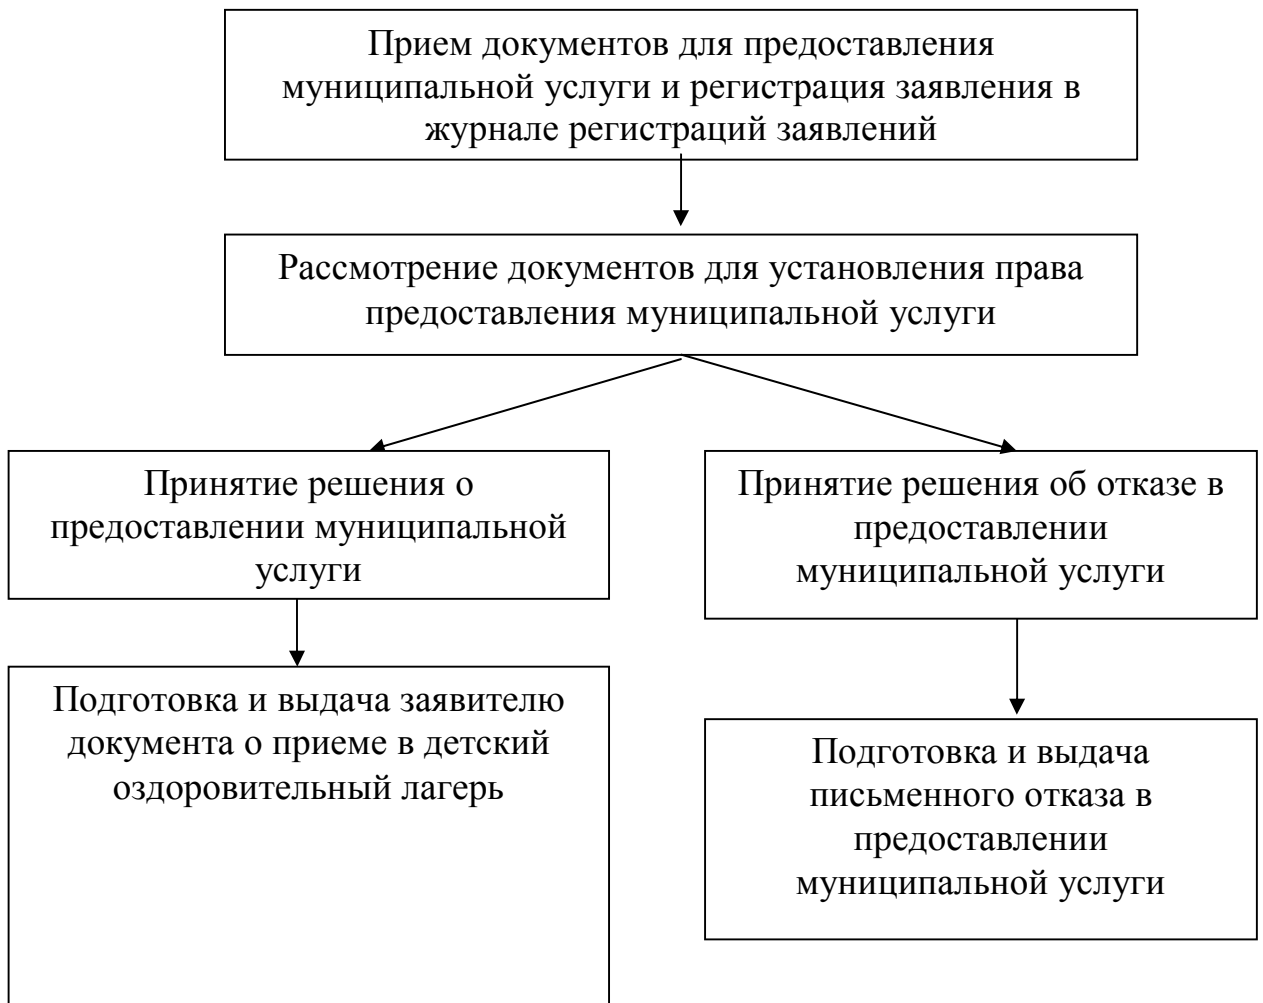 Прием документов для предоставления
муниципальной услуги и регистрация заявления в
журнале регистраций заявлений
Рассмотрение документов для установления права
предоставления муниципальной услуги
Принятие решения о
предоставлении муниципальной
услуги
Принятие решения об отказе в
предоставлении
муниципальной услуги
Подготовка и выдача заявителю
документа о приеме в детский
оздоровительный лагерь
Подготовка и выдача
письменного отказа в
предоставлении
муниципальной услуги